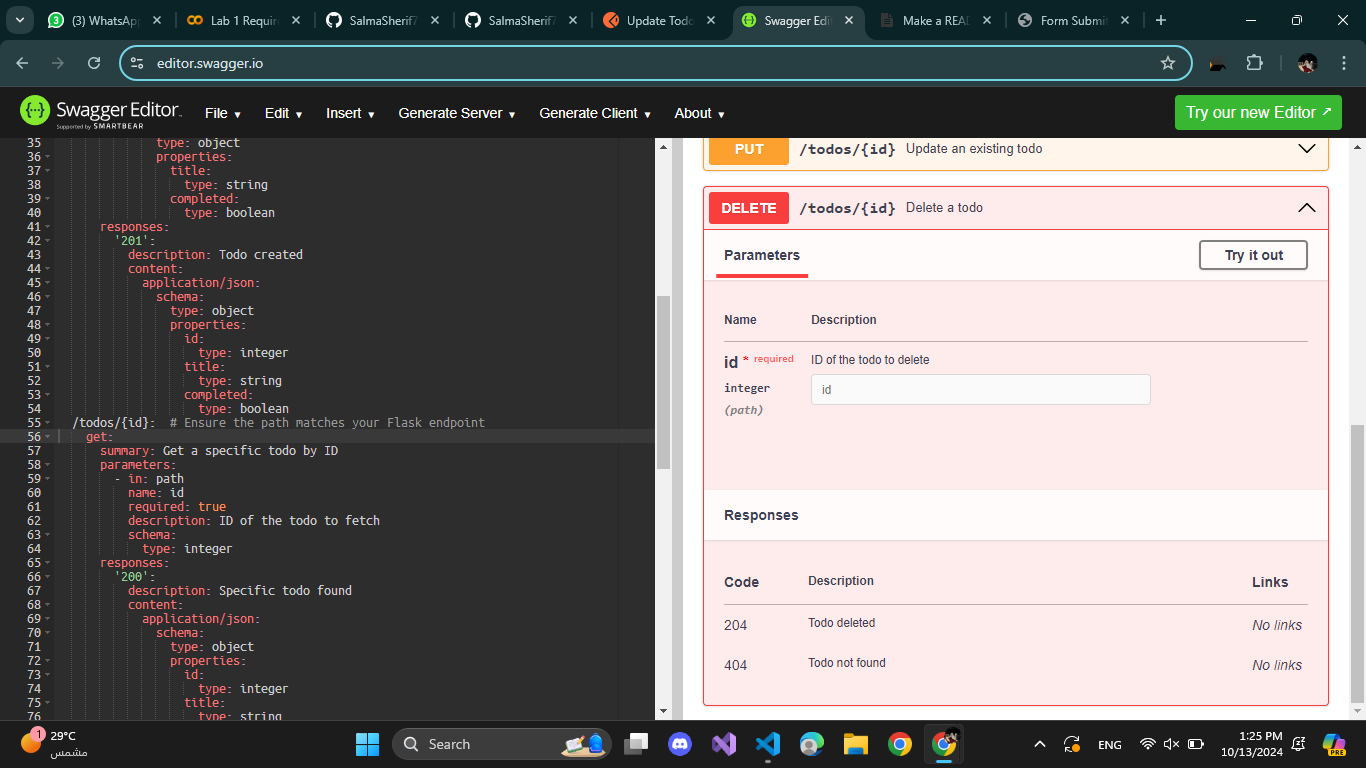 (3) WhatsApp
Lab 1 Requir
SalmaSherif7
SalmaSherif7
Update Todo
Swagger Edit
Make a READ
Form Submit
editor.swagger.io
Swagger Editor
Supported by SMARTBEAR
File
Edit
Insert
Generate Server
Generate Client
About
Try our new Editor
35 type: object
36 properties:
37 title:
38 type: string
39 completed:
40 type: boolean
41 responses:
42 '201':
43 description: Todo created
44 content:
45 application/json:
46 schema:
47 type: object
48 properties:
49 id:
50 type: integer
51 title:
52 type: string
53 completed:
54 type: boolean
55 /todos/{id}: # Ensure the path matches your Flask endpoint
56 get:
57 summary: Get a specific todo by ID
58 parameters:
59 - in: path
60 name: id
61 required: true
62 description: ID of the todo to fetch
63 schema:
64 type: integer
65 responses:
66 '200':
67 description: Specific todo found
68 content:
69 application/json:
70 schema:
71 type: object
72 properties:
73 id:
74 type: integer
75 title:
76 type: string
PUT /todos/{id} Update an existing todo
DELETE /todos/{id} Delete a todo
Parameters
Try it out
Name Description
id * required ID of the todo to delete
integer id
(path)
Responses
Code Description Links
204 Todo deleted No links
404 Todo not found No links
1
29°C
مشمس
Search
PRE
ENG
1:25 PM
10/13/2024